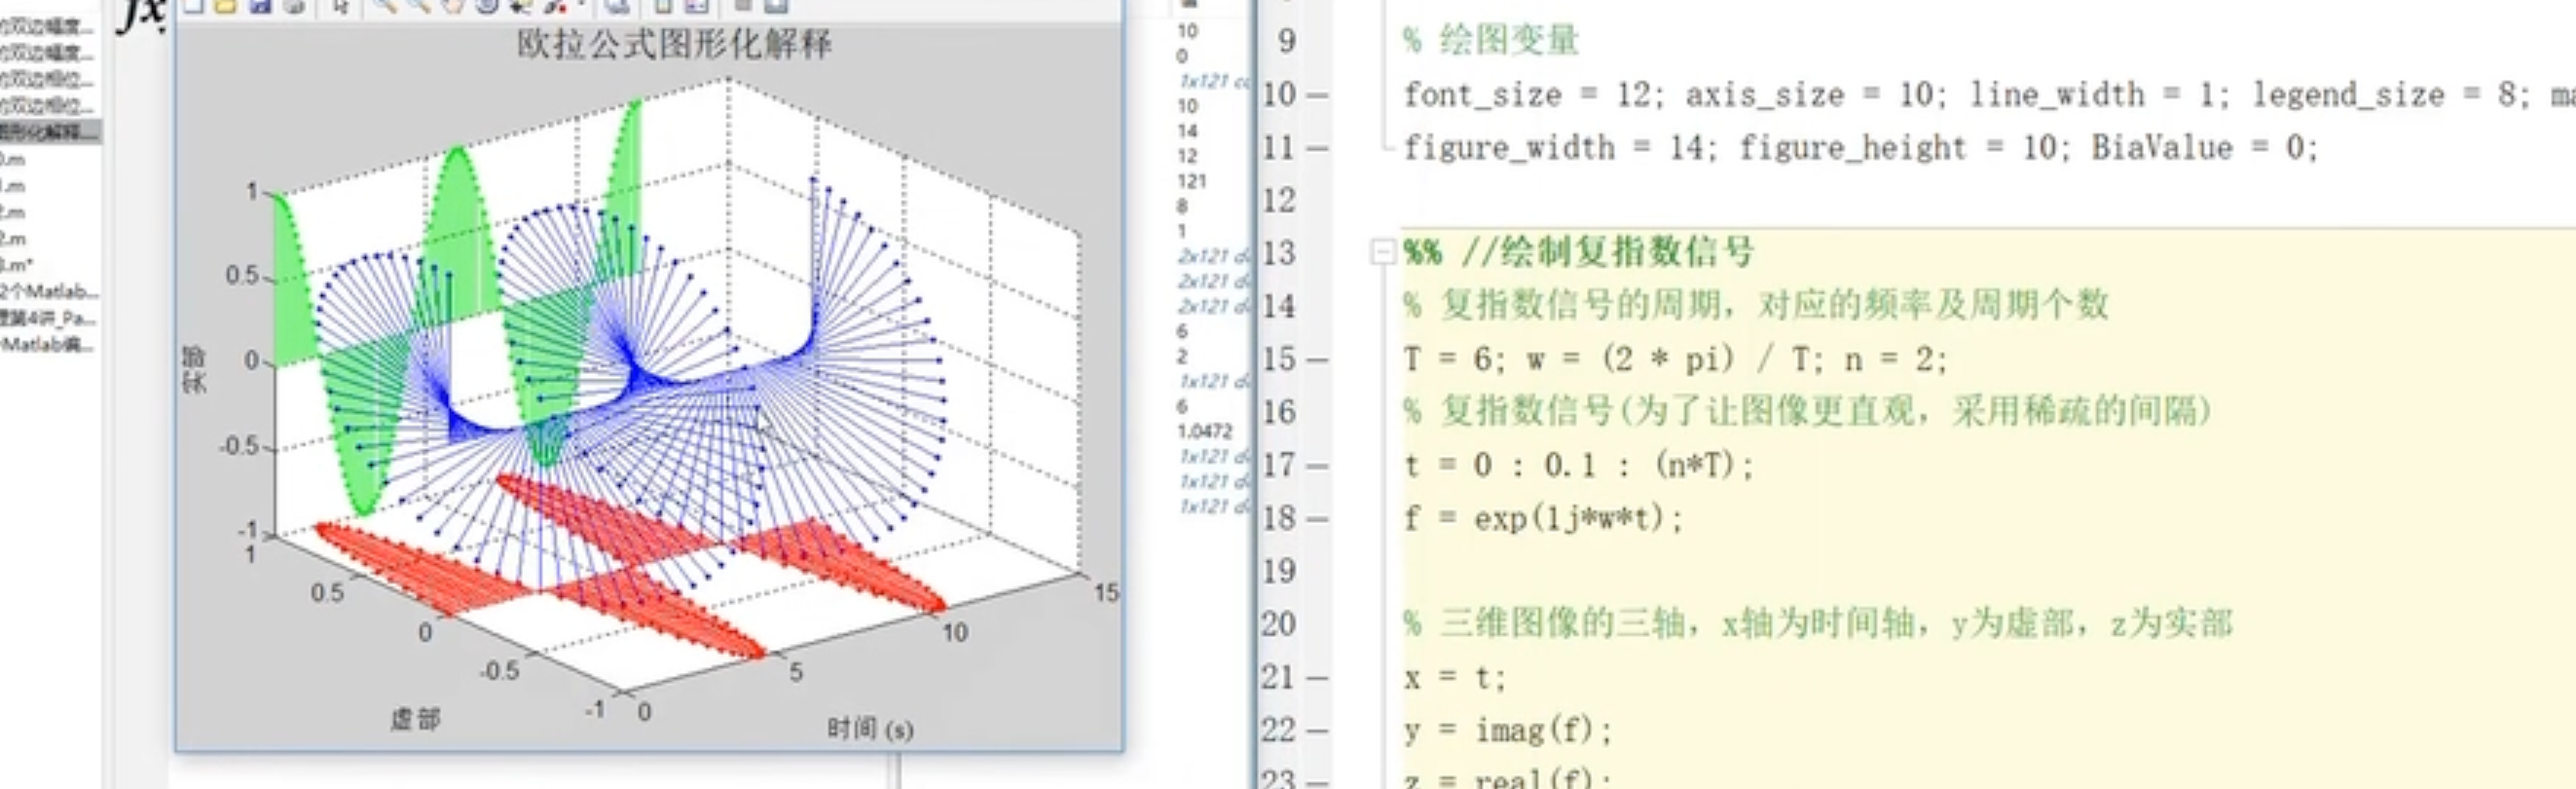 的双边幅度...
的双边幅度...
的双边相位...
的双边相位...
图形化解释...
.m
.m
2.m
2.m
.m*
2个Matlab...
第4讲_Pa...
Matlab编...
fx
欧拉公式图形化解释
1
0.5
0
-0.5
-1
实部
1
0.5
0
-0.5
-1
虚部
0
5
10
15
时间 (s)
10
0
1x121
10
14
12
121
8
1
2x121 d
2x121 d
2x121 d
6
2
1x121 d
6
1.0472
1x121 d
1x121 d
1x121 d
9 % 绘图变量
10 — font_size = 12; axis_size = 10; line_width = 1; legend_size = 8; ma
11 — figure_width = 14; figure_height = 10; BiaValue = 0;
12
13 %% //绘制复指数信号
14 % 复指数信号的周期，对应的频率及周期个数
15 — T = 6; w = (2 * pi) / T; n = 2;
16 % 复指数信号(为了让图像更直观，采用稀疏的间隔)
17 — t = 0 : 0.1 : (n*T);
18 — f = exp(1j*w*t);
19
20 % 三维图像的三轴，x轴为时间轴，y为虚部，z为实部
21 — x = t;
22 — y = imag(f);
23 — z = real(f);